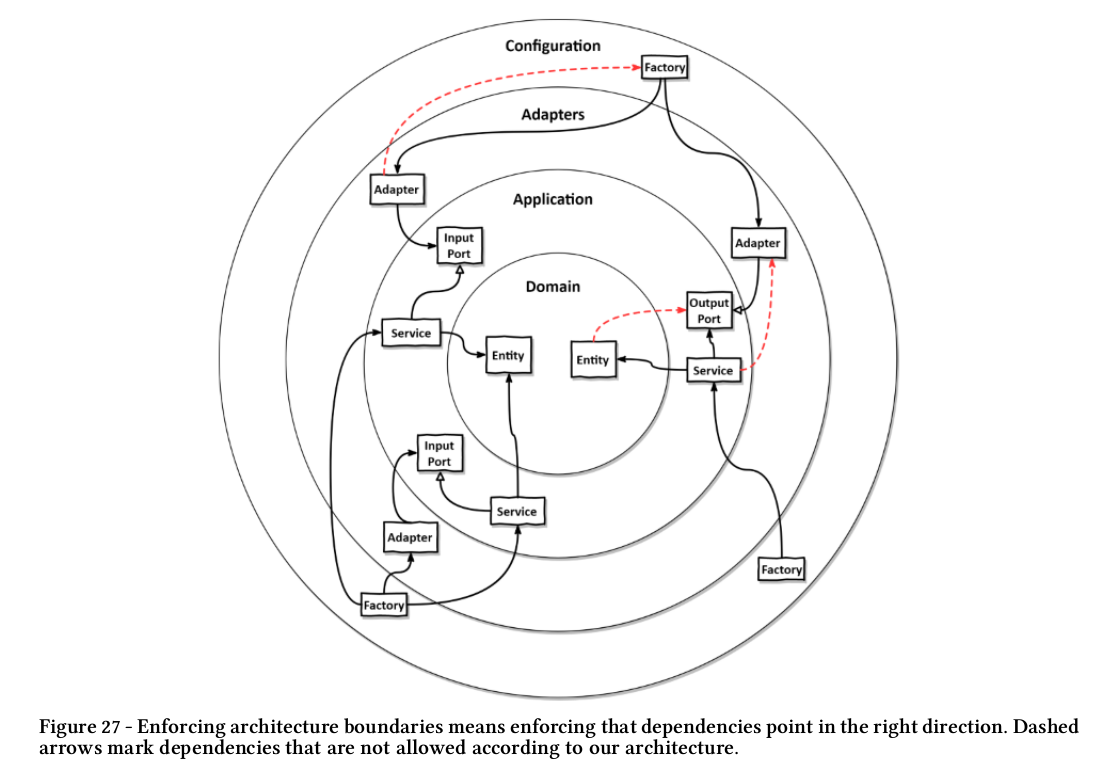 Configuration
Factory
Adapters
Adapter
Application
Input
Port
Adapter
Domain
Output
Port
Service
Entity
Entity
Service
Input
Port
Service
Adapter
Factory
Factory
Figure 27 - Enforcing architecture boundaries means enforcing that dependencies point in the right direction. Dashed
arrows mark dependencies that are not allowed according to our architecture.